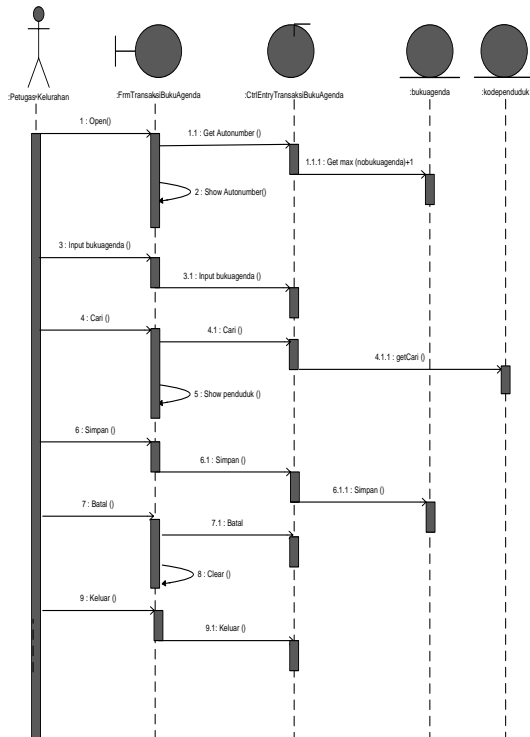 :Petugas Kelurahan
:FrmTransaksiBukuAgenda
:CtrlEntryTransaksiBukuAgenda
:bukuagenda
:kodependuduk
1 : Open()
1.1 : Get Autonumber ()
1.1.1 : Get max (nobukuagenda)+1
2 : Show Autonumber()
3 : Input bukuagenda ()
3.1 : Input bukuagenda ()
4 : Cari ()
4.1 : Cari ()
4.1.1 : getCari ()
5 : Show penduduk ()
6 : Simpan ()
6.1 : Simpan ()
6.1.1 : Simpan ()
7 : Batal ()
7.1 : Batal
8 : Clear ()
9 : Keluar ()
9.1: Keluar ()